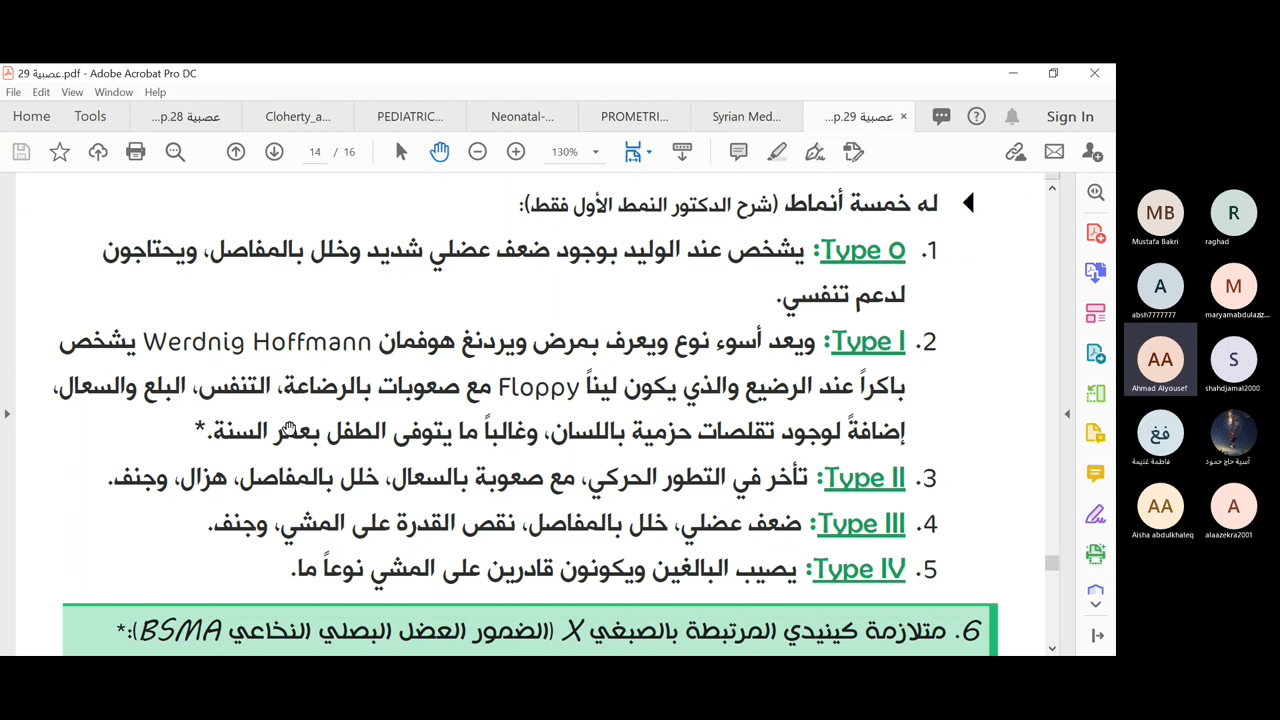 عصبية 29.pdf - Adobe Acrobat Pro DC
File Edit View Window Help
Home Tools عصبية 28.p... Cloherty_a... PEDIATRIC... Neonatal-... PROMETRI... Syrian Med... عصبية 29.p... × Sign In
14 / 16 130%
له خمسة أنماط (شرح الدكتور النمط الأول فقط):
1. Type 0: يشخص عند الوليد بوجود ضعف عضلي شديد وخلل بالمفاصل، ويحتاجون
لدعم تنفسي.
2. Type I: ويعد أسوء نوع ويعرف بمرض ويردنغ هوفمان Werdnig Hoffmann يشخص
باكراً عند الرضيع والذي يكون ليناً Floppy مع صعوبات بالرضاعة، التنفس، البلع والسعال،
إضافةً لوجود تقلصات حزمية باللسان، وغالباً ما يتوفى الطفل بعمر السنة.*
3. Type II: تأخر في التطور الحركي، مع صعوبة بالسعال، خلل بالمفاصل، هزال، وجنف.
4. Type III: ضعف عضلي، خلل بالمفاصل، نقص القدرة على المشي، وجنف.
5. Type IV: يصيب البالغين ويكونون قادرين على المشي نوعاً ما.
6. متلازمة كينيدي المرتبطة بالصبغي X (الضمور العضل البصلي النخاعي BSMA):*
MB R
Mustafa Bakri raghad
A M
absh7777777 maryamabdulaziz...
AA S
Ahmad Alyousef shahdjamal2000
فغ
فاطمة غنيمة آسية حاج حمود
AA A
Aisha abdulkhaleq alaazekra2001